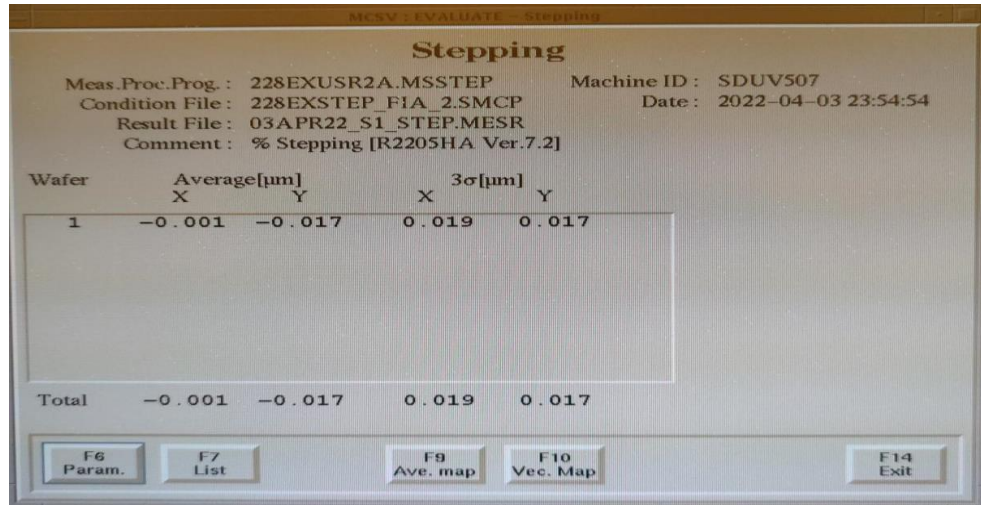 MCSV : EVALUATE – Stepping
Stepping
Meas.Proc.Prog. : 228EXUSR2A.MSSTEP Machine ID : SDUV507
Condition File : 228EXSTEP_FIA_2.SMCP Date : 2022-04-03 23:54:54
Result File : 03APR22_S1_STEP.MESR
Comment : % Stepping [R2205HA Ver.7.2]
Wafer Average[µm] 3σ[µm]
X Y X Y
1 -0.001 -0.017 0.019 0.017
Total -0.001 -0.017 0.019 0.017
F6 F7 F9 F10 F14
Param. List Ave. map Vec. Map Exit